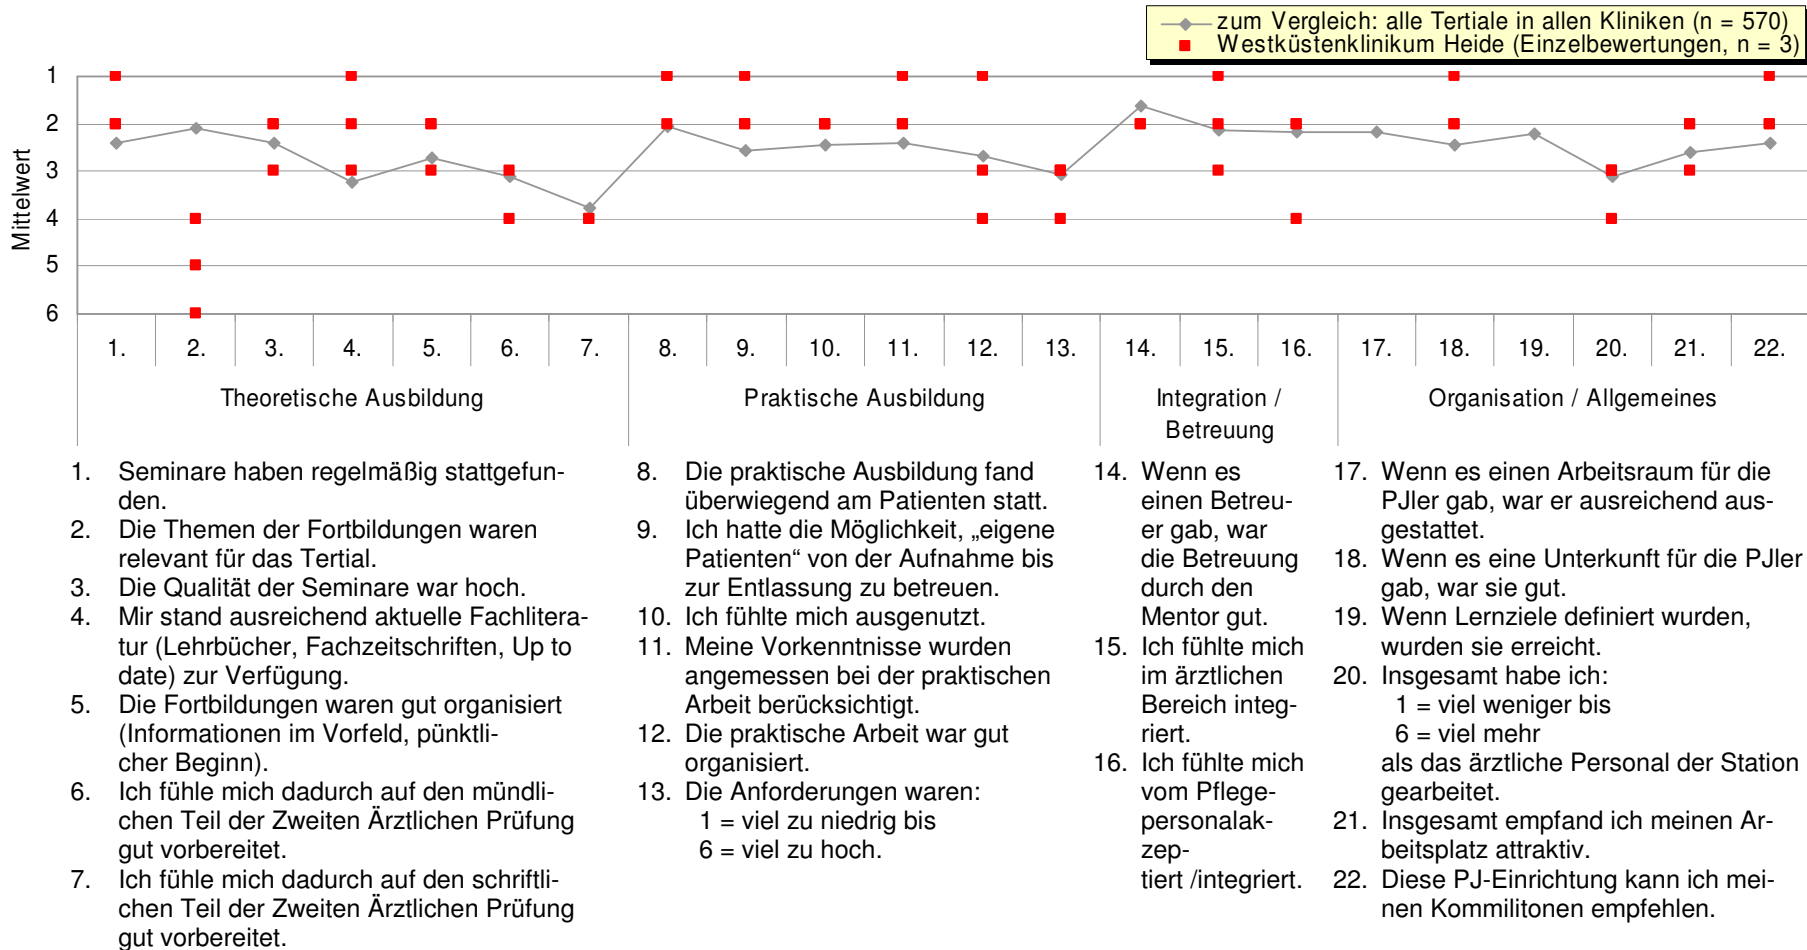 zum Vergleich: alle Tertiale in allen Kliniken (n = 570)
Westküstenklinikum Heide (Einzelbewertungen, n = 3)
Mittelwert
1
2
3
4
5
6
1. 2. 3. 4. 5. 6. 7. 8. 9. 10. 11. 12. 13. 14. 15. 16. 17. 18. 19. 20. 21. 22.
Theoretische Ausbildung
Praktische Ausbildung
Integration /
Betreuung
Organisation / Allgemeines
1. Seminare haben regelmäßig stattgefun-
den.
2. Die Themen der Fortbildungen waren
relevant für das Tertial.
3. Die Qualität der Seminare war hoch.
4. Mir stand ausreichend aktuelle Fachlitera-
tur (Lehrbücher, Fachzeitschriften, Up to
date) zur Verfügung.
5. Die Fortbildungen waren gut organisiert
(Informationen im Vorfeld, pünktli-
cher Beginn).
6. Ich fühle mich dadurch auf den mündli-
chen Teil der Zweiten Ärztlichen Prüfung
gut vorbereitet.
7. Ich fühle mich dadurch auf den schriftli-
chen Teil der Zweiten Ärztlichen Prüfung
gut vorbereitet.
8. Die praktische Ausbildung fand
überwiegend am Patienten statt.
9. Ich hatte die Möglichkeit, „eigene
Patienten“ von der Aufnahme bis
zur Entlassung zu betreuen.
10. Ich fühlte mich ausgenutzt.
11. Meine Vorkenntnisse wurden
angemessen bei der praktischen
Arbeit berücksichtigt.
12. Die praktische Arbeit war gut
organisiert.
13. Die Anforderungen waren:
1 = viel zu niedrig bis
6 = viel zu hoch.
14. Wenn es
einen Betreu-
er gab, war
die Betreuung
durch den
Mentor gut.
15. Ich fühlte mich
im ärztlichen
Bereich integ-
riert.
16. Ich fühlte mich
vom Pflege-
personalak-
zep-
tiert /integriert.
17. Wenn es einen Arbeitsraum für die
PJler gab, war er ausreichend aus-
gestattet.
18. Wenn es eine Unterkunft für die PJler
gab, war sie gut.
19. Wenn Lernziele definiert wurden,
wurden sie erreicht.
20. Insgesamt habe ich:
1 = viel weniger bis
6 = viel mehr
als das ärztliche Personal der Station
gearbeitet.
21. Insgesamt empfand ich meinen Ar-
beitsplatz attraktiv.
22. Diese PJ-Einrichtung kann ich mei-
nen Kommilitonen empfehlen.